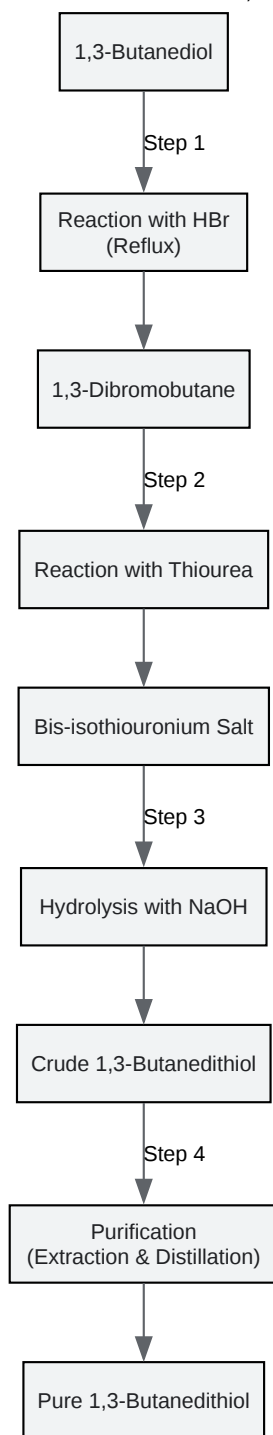 1,3-Butanediol
Step 1
Reaction with HBr
(Reflux)
1,3-Dibromobutane
Step 2
Reaction with Thiourea
Bis-isothiouronium Salt
Step 3
Hydrolysis with NaOH
Crude 1,3-Butanedithiol
Step 4
Purification
(Extraction & Distillation)
Pure 1,3-Butanedithiol